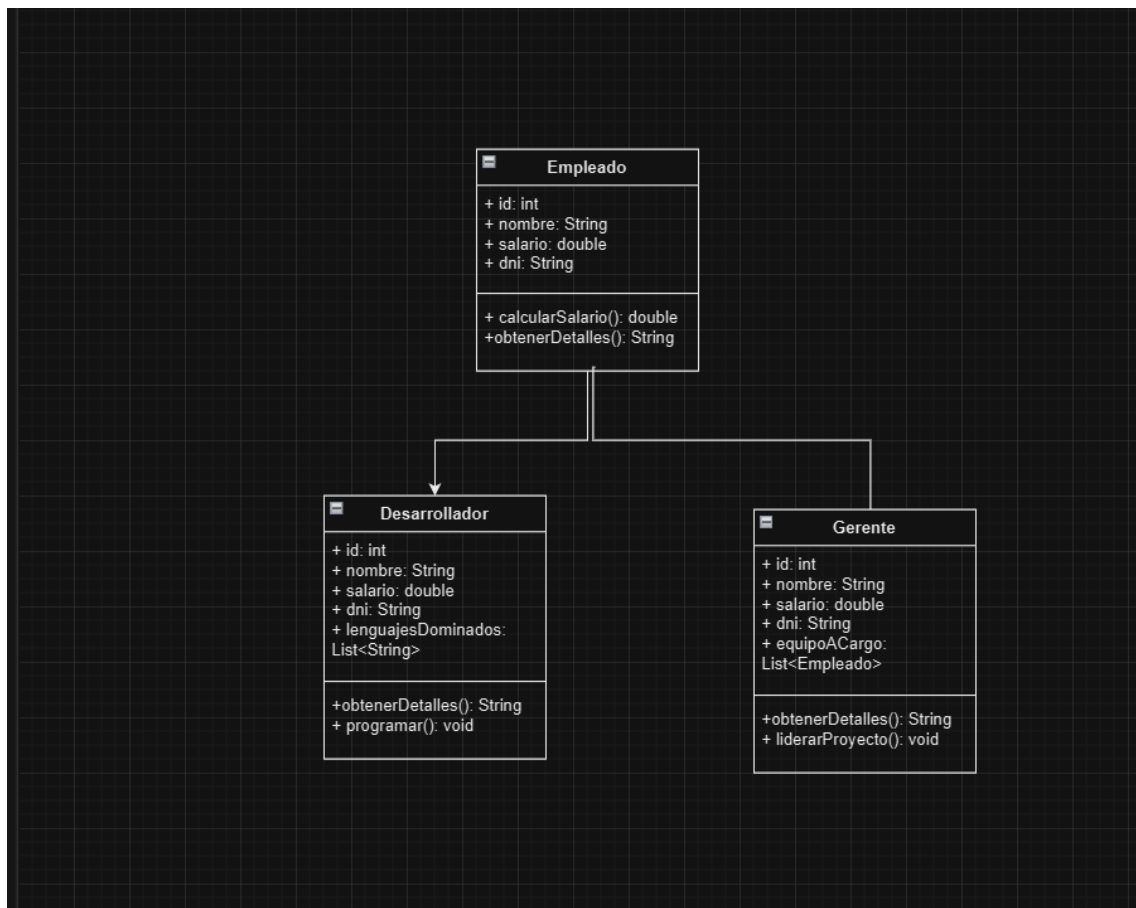 Empleado
+ id: int
+ nombre: String
+ salario: double
+ dni: String
+ calcularSalario(): double
+obtenerDetalles(): String
Desarrollador
+ id: int
+ nombre: String
+ salario: double
+ dni: String
+ lenguajesDominados:
List<String>
+obtenerDetalles(): String
+ programar(): void
Gerente
+ id: int
+ nombre: String
+ salario: double
+ dni: String
+ equipoACargo:
List<Empleado>
+obtenerDetalles(): String
+ liderarProyecto(): void